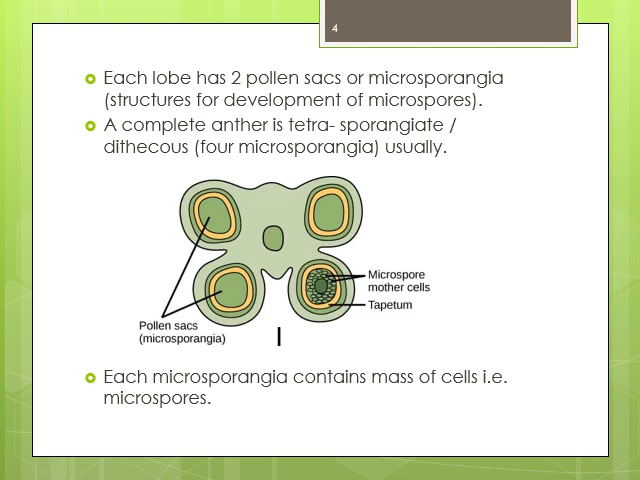 4
Each lobe has 2 pollen sacs or microsporangia
(structures for development of microspores).
A complete anther is tetra- sporangiate /
dithecous (four microsporangia) usually.
Microspore
mother cells
Tapetum
Pollen sacs
(microsporangia)
I
Each microsporangia contains mass of cells i.e.
microspores.